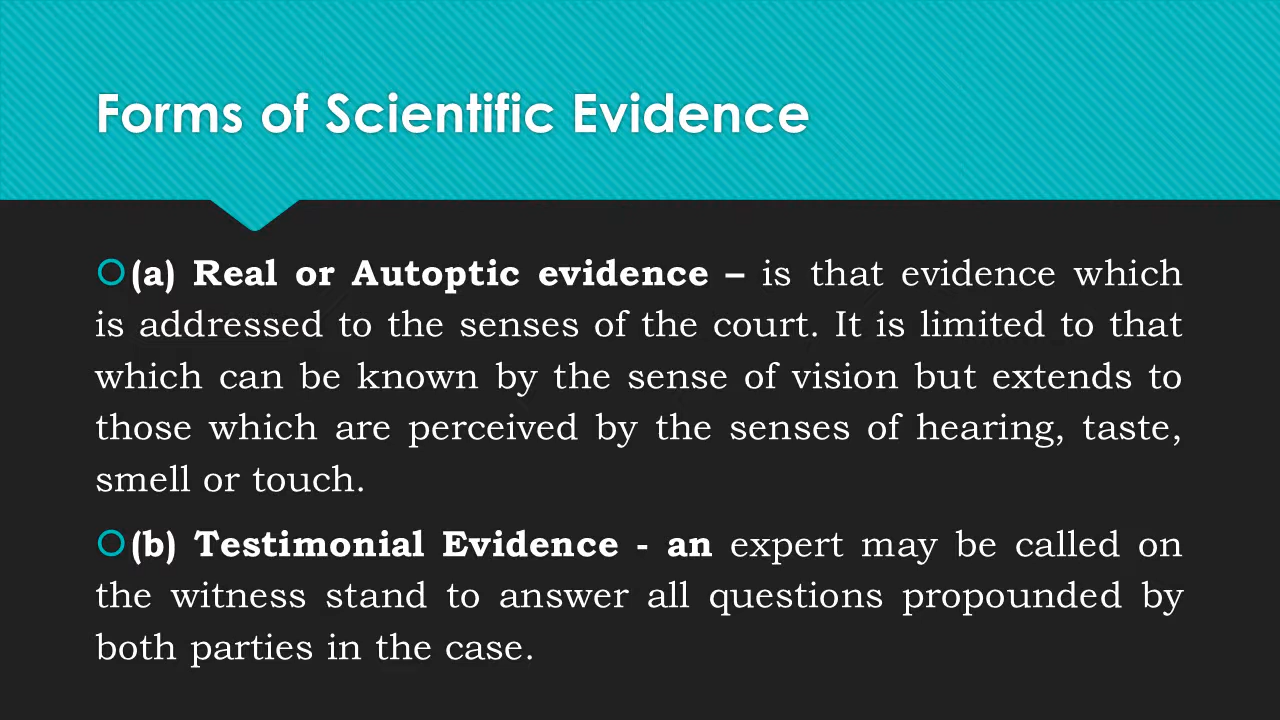 Forms of Scientific Evidence
(a) Real or Autoptic evidence – is that evidence which
is addressed to the senses of the court. It is limited to that
which can be known by the sense of vision but extends to
those which are perceived by the senses of hearing, taste,
smell or touch.
(b) Testimonial Evidence - an expert may be called on
the witness stand to answer all questions propounded by
both parties in the case.